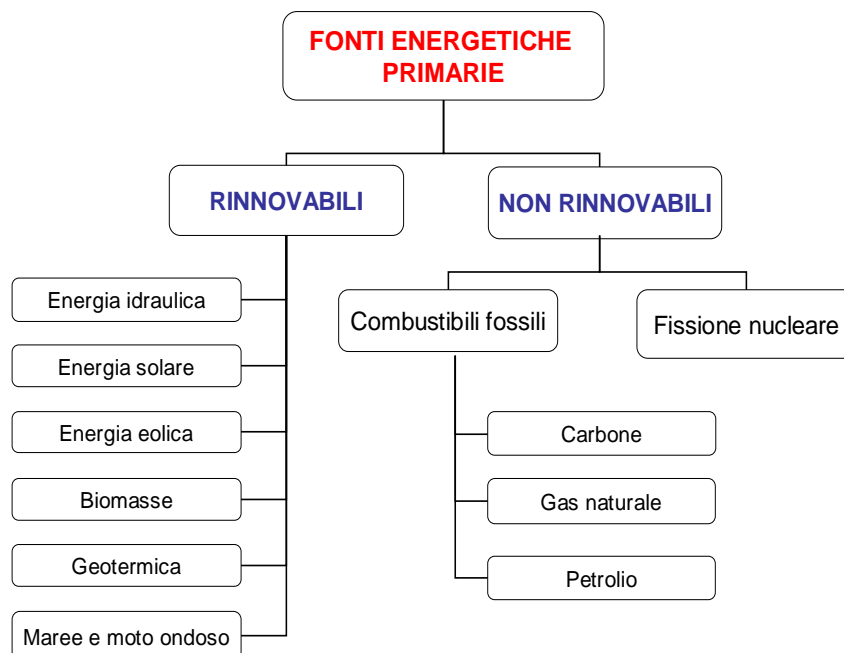 FONTI ENERGETICHE
PRIMARIE
RINNOVABILI
NON RINNOVABILI
Energia idraulica
Energia solare
Energia eolica
Biomasse
Geotermica
Maree e moto ondoso
Combustibili fossili
Fissione nucleare
Carbone
Gas naturale
Petrolio